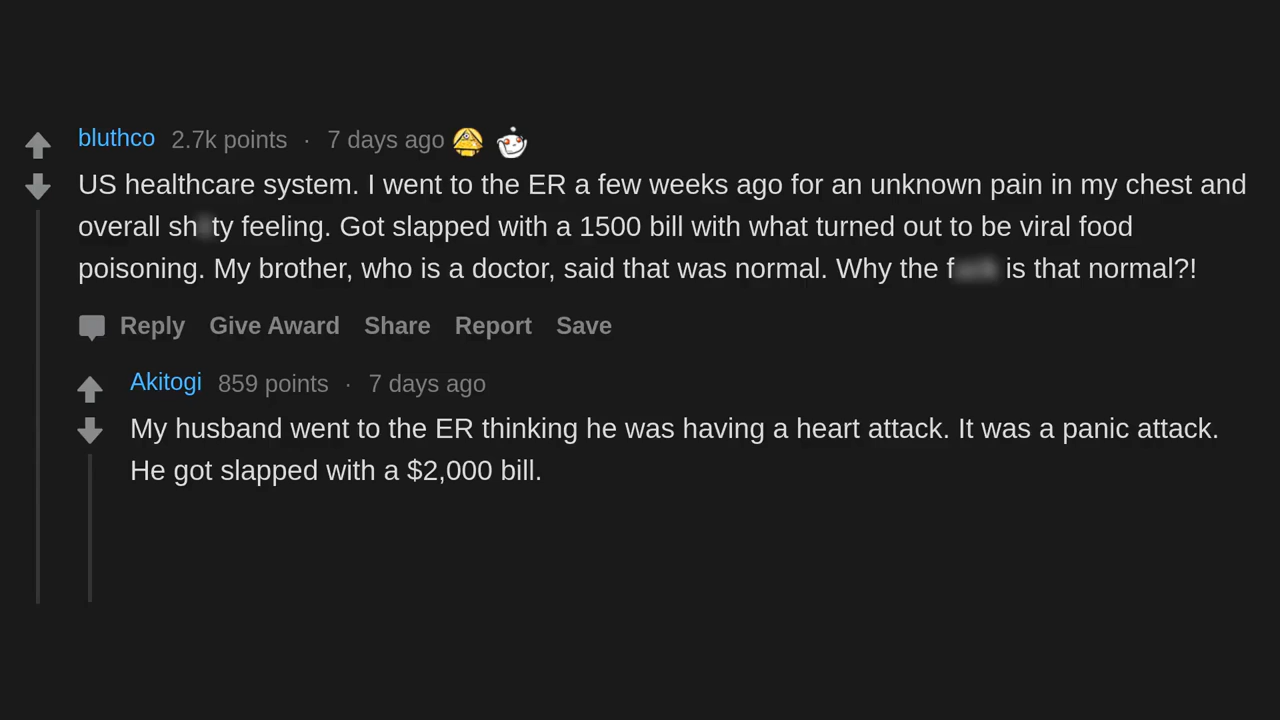 bluthco 2.7k points · 7 days ago
US healthcare system. I went to the ER a few weeks ago for an unknown pain in my chest and
overall feeling. Got slapped with a 1500 bill with what turned out to be viral food
poisoning. My brother, who is a doctor, said that was normal. Why the is that normal?!
Reply Give Award Share Report Save
Akitogi 859 points · 7 days ago
My husband went to the ER thinking he was having a heart attack. It was a panic attack.
He got slapped with a $2,000 bill.